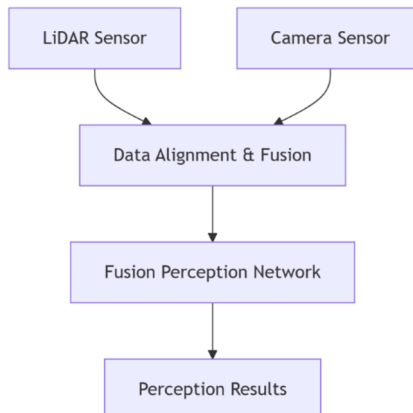 LiDAR Sensor
Camera Sensor
Data Alignment & Fusion
Fusion Perception Network
Perception Results